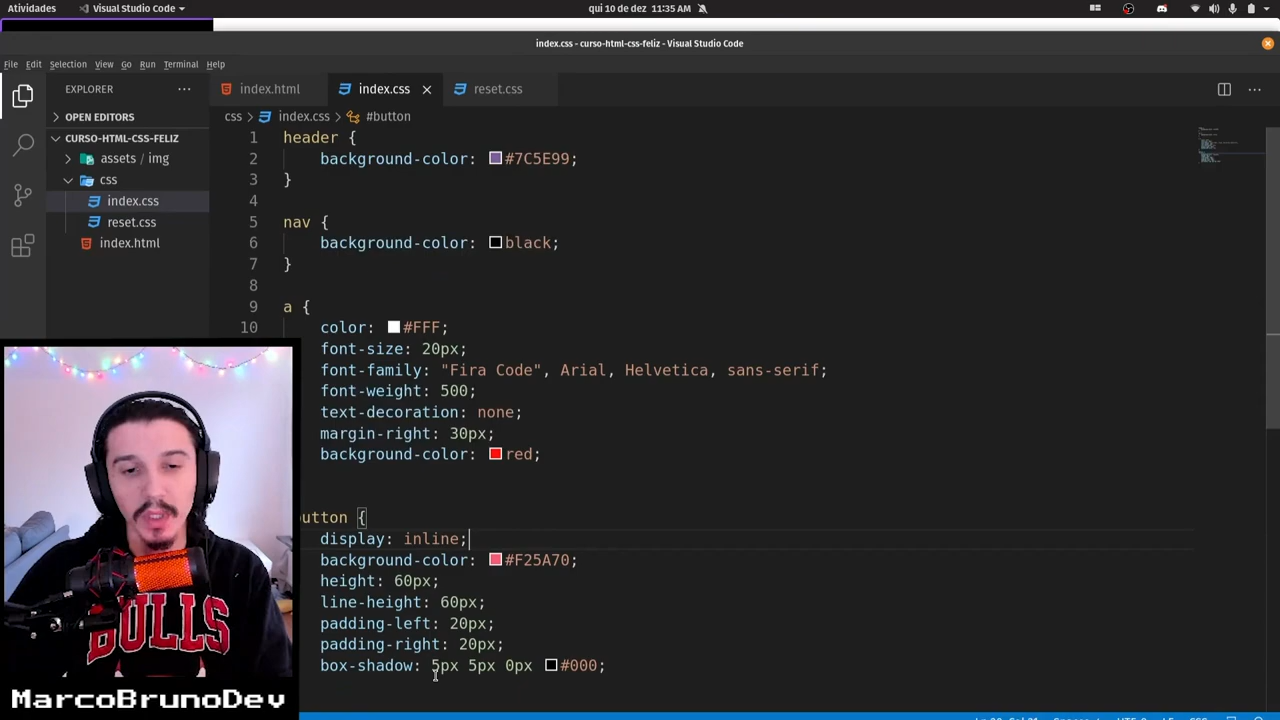 Atividades
Visual Studio Code
qui 10 de dez 11:35 AM
index.css - curso-html-css-feliz - Visual Studio Code
File Edit Selection View Go Run Terminal Help
EXPLORER
index.html
index.css
reset.css
OPEN EDITORS
css > index.css > #button
CURSO-HTML-CSS-FELIZ
assets / img
css
index.css
reset.css
index.html
1 header {
2 background-color: #7C5E99;
3 }
4
5 nav {
6 background-color: black;
7 }
8
9 a {
10 color: #FFF;
font-size: 20px;
font-family: "Fira Code", Arial, Helvetica, sans-serif;
font-weight: 500;
text-decoration: none;
margin-right: 30px;
background-color: red;
utton {
display: inline;
background-color: #F25A70;
height: 60px;
line-height: 60px;
padding-left: 20px;
padding-right: 20px;
box-shadow: 5px 5px 0px #000;
BULLS
MarcoBrunoDev